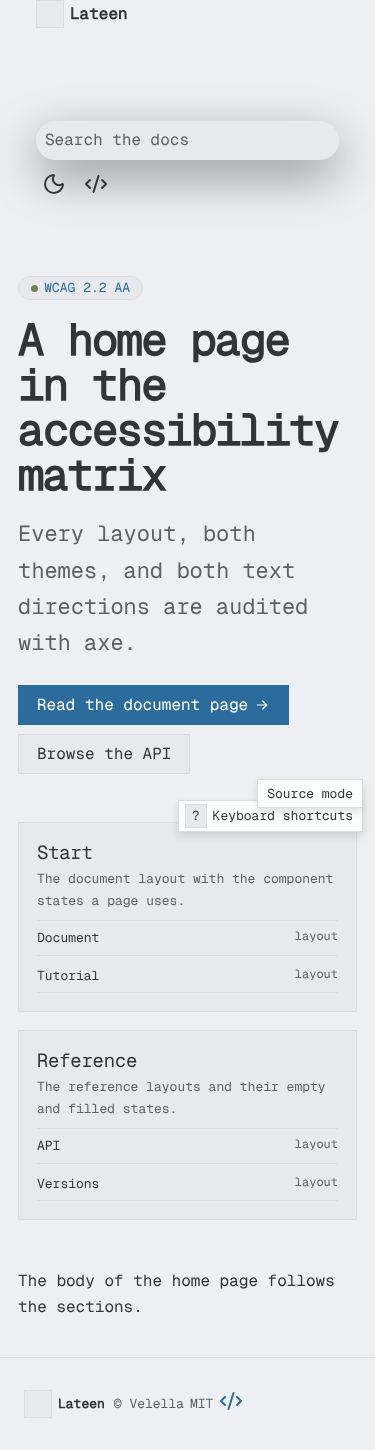 Lateen
Search the docs
WCAG 2.2 AA
A home page
in the
accessibility
matrix
Every layout, both
themes, and both text
directions are audited
with axe.
Read the document page →
Browse the API
Source mode
? Keyboard shortcuts
Start
The document layout with the component
states a page uses.
Document layout
Tutorial layout
Reference
The reference layouts and their empty
and filled states.
API layout
Versions layout
The body of the home page follows
the sections.
Lateen © Velella MIT